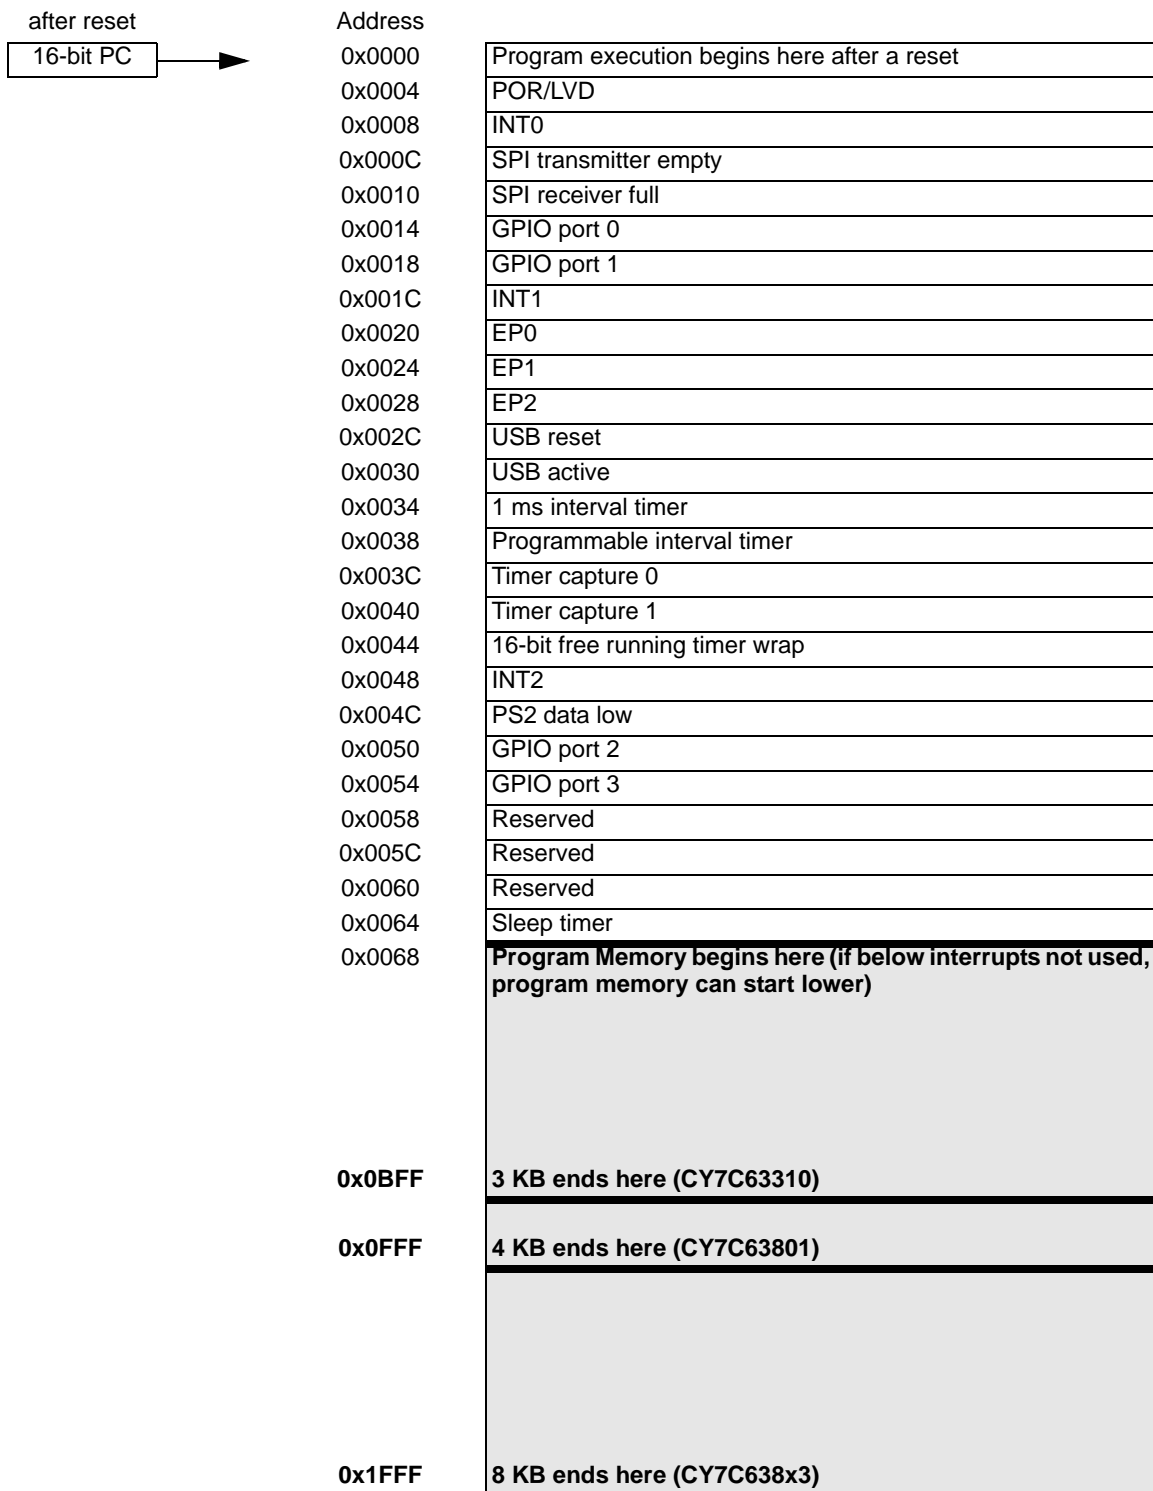 after reset Address
16-bit PC 0x0000 Program execution begins here after a reset
0x0004 POR/LVD
0x0008 INT0
0x000C SPI transmitter empty
0x0010 SPI receiver full
0x0014 GPIO port 0
0x0018 GPIO port 1
0x001C INT1
0x0020 EP0
0x0024 EP1
0x0028 EP2
0x002C USB reset
0x0030 USB active
0x0034 1 ms interval timer
0x0038 Programmable interval timer
0x003C Timer capture 0
0x0040 Timer capture 1
0x0044 16-bit free running timer wrap
0x0048 INT2
0x004C PS2 data low
0x0050 GPIO port 2
0x0054 GPIO port 3
0x0058 Reserved
0x005C Reserved
0x0060 Reserved
0x0064 Sleep timer
0x0068 Program Memory begins here (if below interrupts not used,
program memory can start lower)
0x0BFF 3 KB ends here (CY7C63310)
0x0FFF 4 KB ends here (CY7C63801)
0x1FFF 8 KB ends here (CY7C638x3)